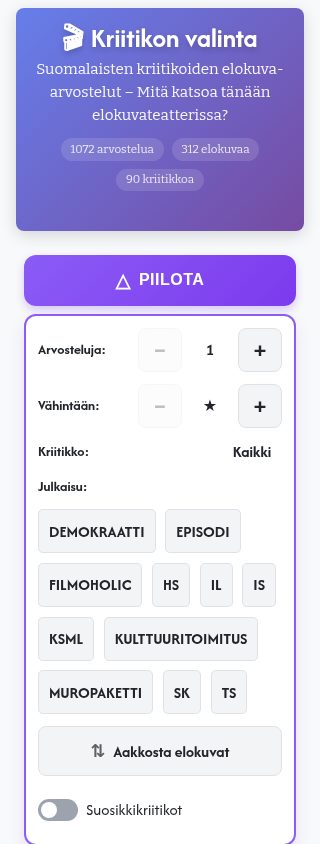 🎬 Kriitikon valinta
Suomalaisten kriitikoiden elokuva-
arvostelut – Mitä katsoa tänään
elokuvateatterissa?
1072 arvostelua 312 elokuvaa
90 kriitikkoa
△ PIILOTA
Arvosteluja: − 1 +
Vähintään: − ★ +
Kriitikko: Kaikki
Julkaisu:
DEMOKRAATTI EPISODI
FILMOHOLIC HS IL IS
KSML KULTTUURITOIMITUS
MUROPAKETTI SK TS
⇅ Aakkosta elokuvat
Suosikkikriitikot